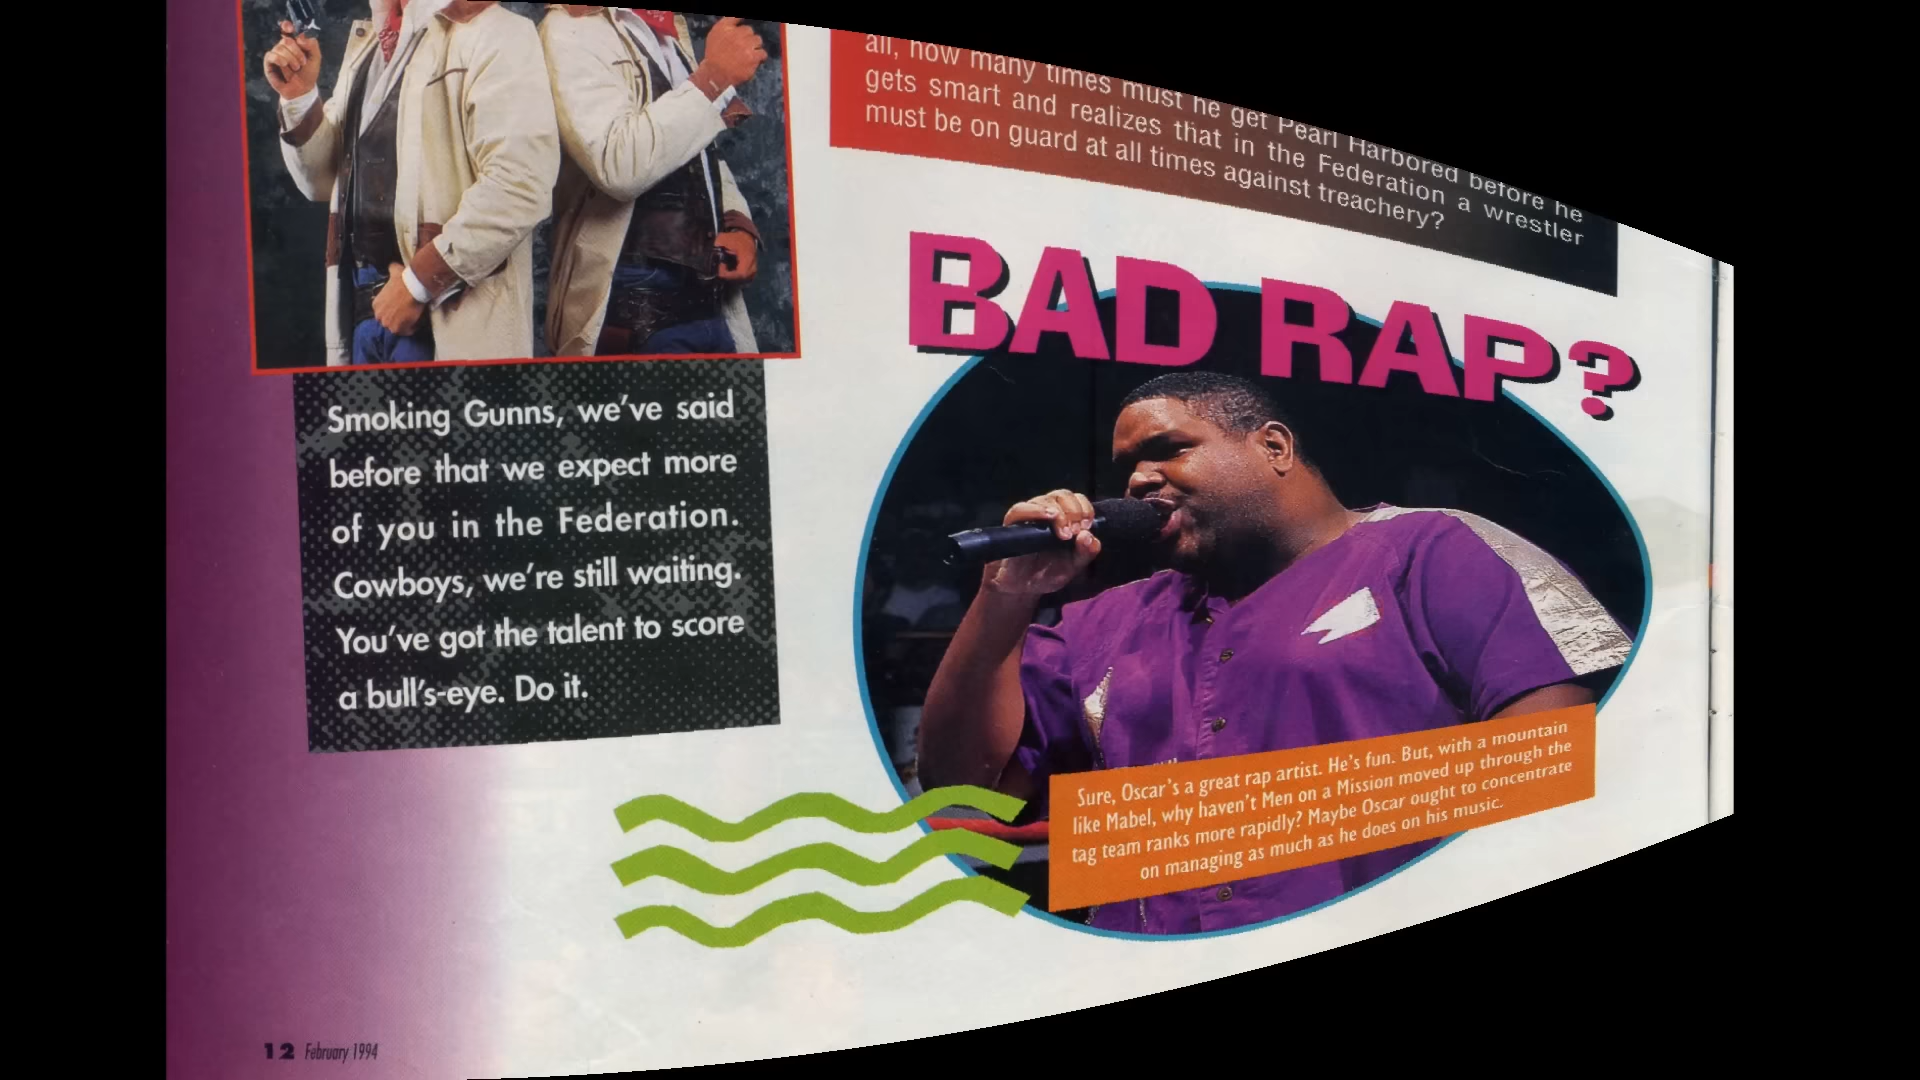 all, how many times must he get Pearl Harbored before he
gets smart and realizes that in the Federation a wrestler
must be on guard at all times against treachery?
BAD RAP?
Smoking Gunns, we've said
before that we expect more
of you in the Federation.
Cowboys, we're still waiting.
You've got the talent to score
a bull's-eye. Do it.
Sure, Oscar's a great rap artist. He's fun. But, with a mountain
like Mabel, why haven't Men on a Mission moved up through the
tag team ranks more rapidly? Maybe Oscar ought to concentrate
on managing as much as he does on his music.
12 February 1994